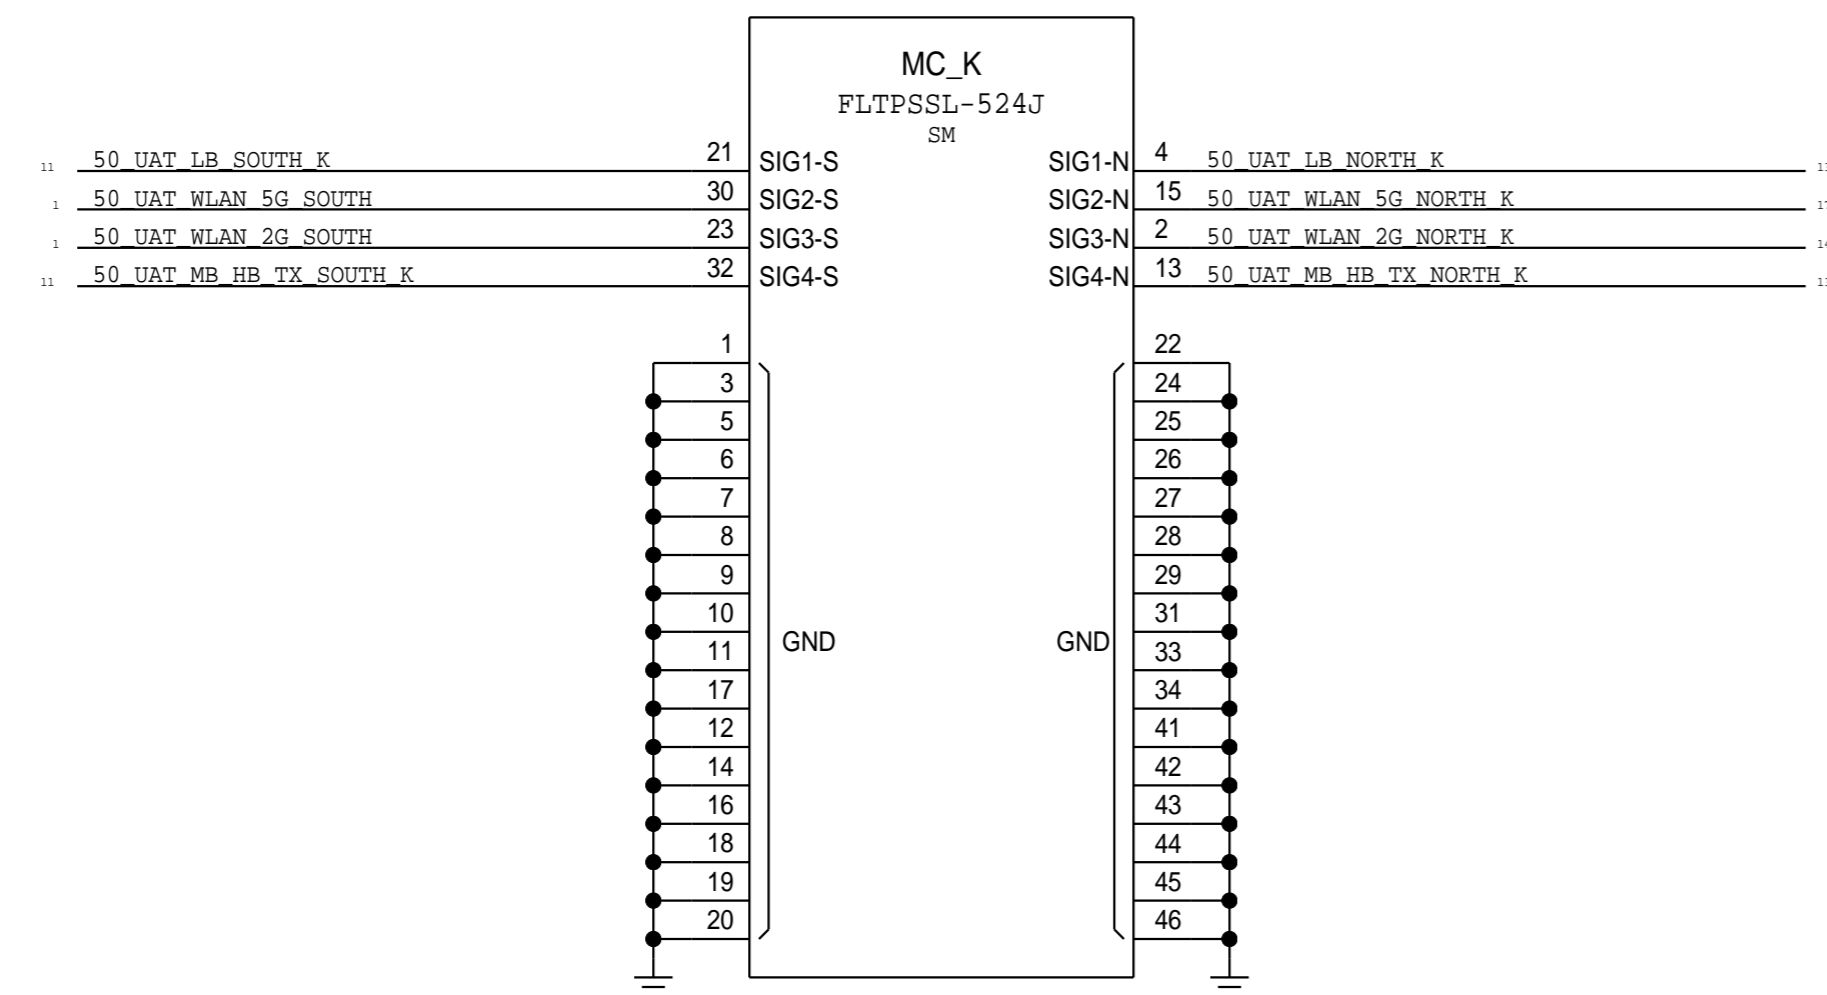 MC_K
FLTPSSL-524J
SM
11 50_UAT_LB_SOUTH_K 21 SIG1-S SIG1-N 4 50_UAT_LB_NORTH_K
1 50_UAT_WLAN_5G_SOUTH 30 SIG2-S SIG2-N 15 50_UAT_WLAN_5G_NORTH_K
1 50_UAT_WLAN_2G_SOUTH 23 SIG3-S SIG3-N 2 50_UAT_WLAN_2G_NORTH_K
11 50_UAT_MB_HB_TX_SOUTH_K 32 SIG4-S SIG4-N 13 50_UAT_MB_HB_TX_NORTH_K
1 22
3 24
5 25
6 26
7 27
8 28
9 29
10 31
GND GND
11 33
17 34
12 41
14 42
16 43
18 44
19 45
20 46